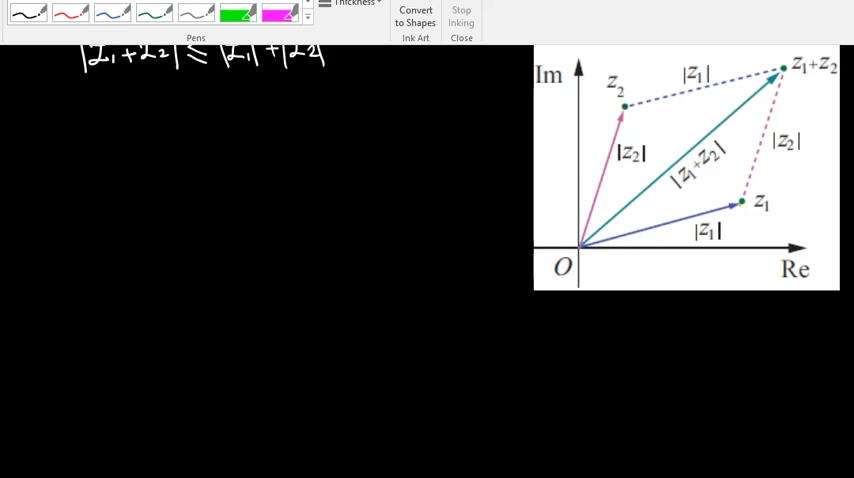 Thickness
Convert to Shapes
Stop Inking
Pens
Ink Art
Close
|Z₁+Z₂| ≤ |Z₁|+|Z₂|
Im
z₂
|z₁|
z₁+z₂
|z₂|
|z₁+z₂|
|z₂|
z₁
|z₁|
O
Re